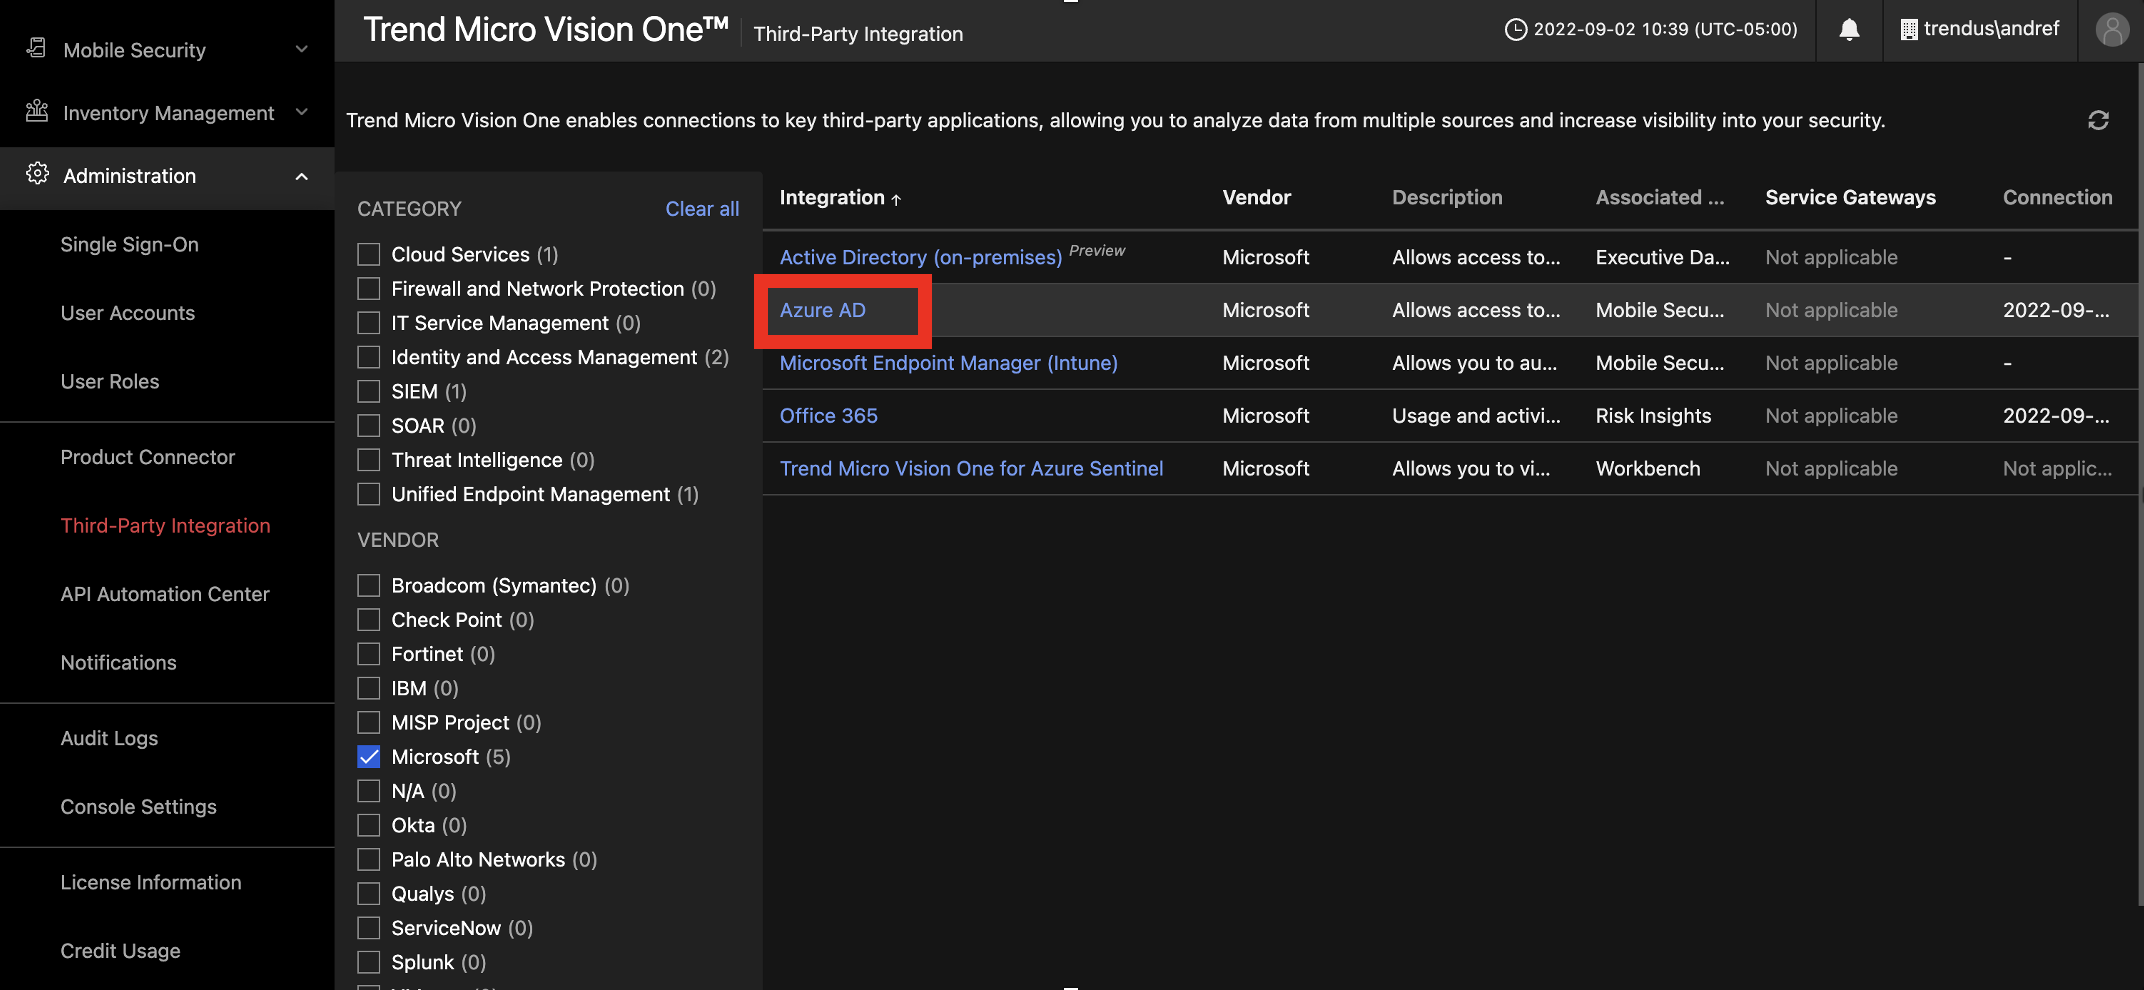 Trend Micro Vision One™
Third-Party Integration
2022-09-02 10:39 (UTC-05:00)
trendus\andref
Mobile Security
Inventory Management
Administration
Single Sign-On
User Accounts
User Roles
Product Connector
Third-Party Integration
API Automation Center
Notifications
Audit Logs
Console Settings
License Information
Credit Usage
Trend Micro Vision One enables connections to key third-party applications, allowing you to analyze data from multiple sources and increase visibility into your security.
CATEGORY Clear all
Cloud Services (1)
Firewall and Network Protection (0)
IT Service Management (0)
Identity and Access Management (2)
SIEM (1)
SOAR (0)
Threat Intelligence (0)
Unified Endpoint Management (1)
VENDOR
Broadcom (Symantec) (0)
Check Point (0)
Fortinet (0)
IBM (0)
MISP Project (0)
Microsoft (5)
N/A (0)
Okta (0)
Palo Alto Networks (0)
Qualys (0)
ServiceNow (0)
Splunk (0)
Integration ↑ Vendor Description Associated ... Service Gateways Connection
Active Directory (on-premises) Preview Microsoft Allows access to... Executive Da... Not applicable -
Azure AD Microsoft Allows access to... Mobile Secu... Not applicable 2022-09-...
Microsoft Endpoint Manager (Intune) Microsoft Allows you to au... Mobile Secu... Not applicable -
Office 365 Microsoft Usage and activi... Risk Insights Not applicable 2022-09-...
Trend Micro Vision One for Azure Sentinel Microsoft Allows you to vi... Workbench Not applicable Not applic...